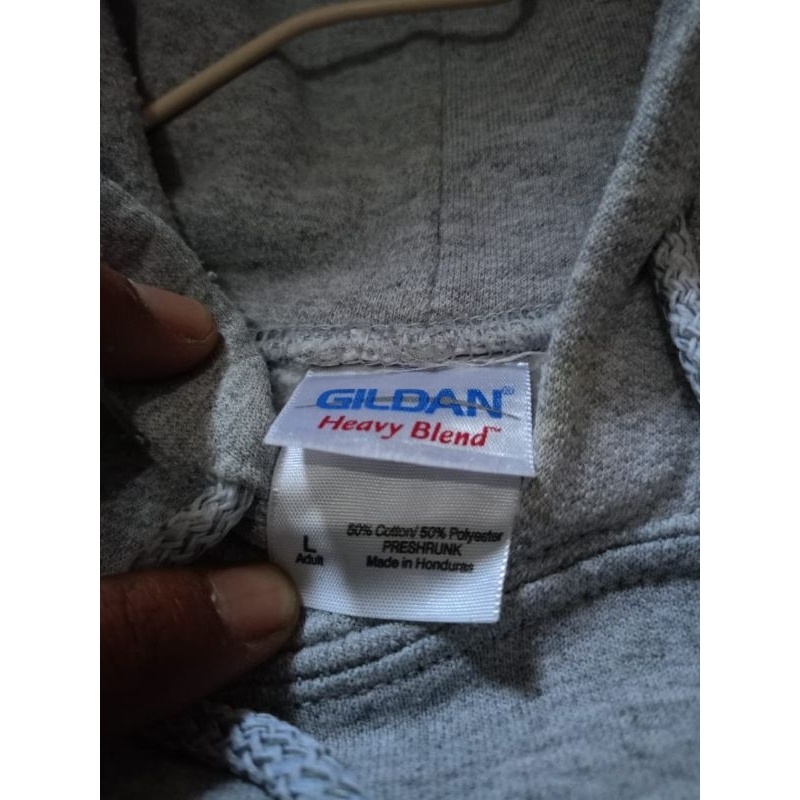 GILDAN®
Heavy Blend™
50% Cotton/ 50% Polyester
PRESHRUNK
Made in Honduras
L
Adult